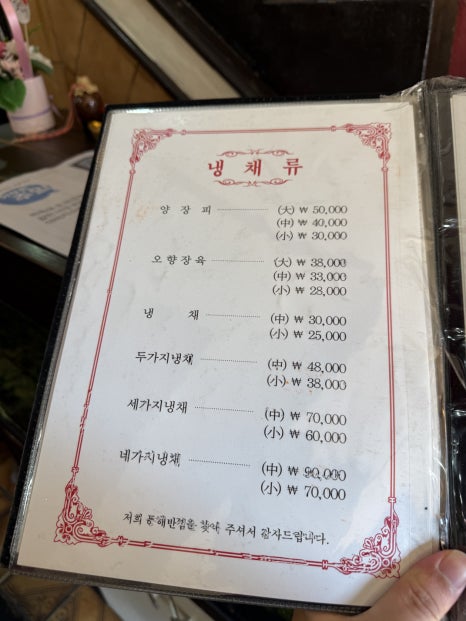 냉 채 류
양 장 피 (大) ₩ 50,000
(中) ₩ 40,000
(小) ₩ 30,000
오향장육 (大) ₩ 38,000
(中) ₩ 33,000
(小) ₩ 28,000
냉 채 (中) ₩ 30,000
(小) ₩ 25,000
두가지냉채 (中) ₩ 48,000
(小) ₩ 38,000
세가지냉채 (中) ₩ 70,000
(小) ₩ 60,000
네가지냉채 (中) ₩ 90,000
(小) ₩ 70,000
저희 동해반점을 찾아 주셔서 감사드립니다.